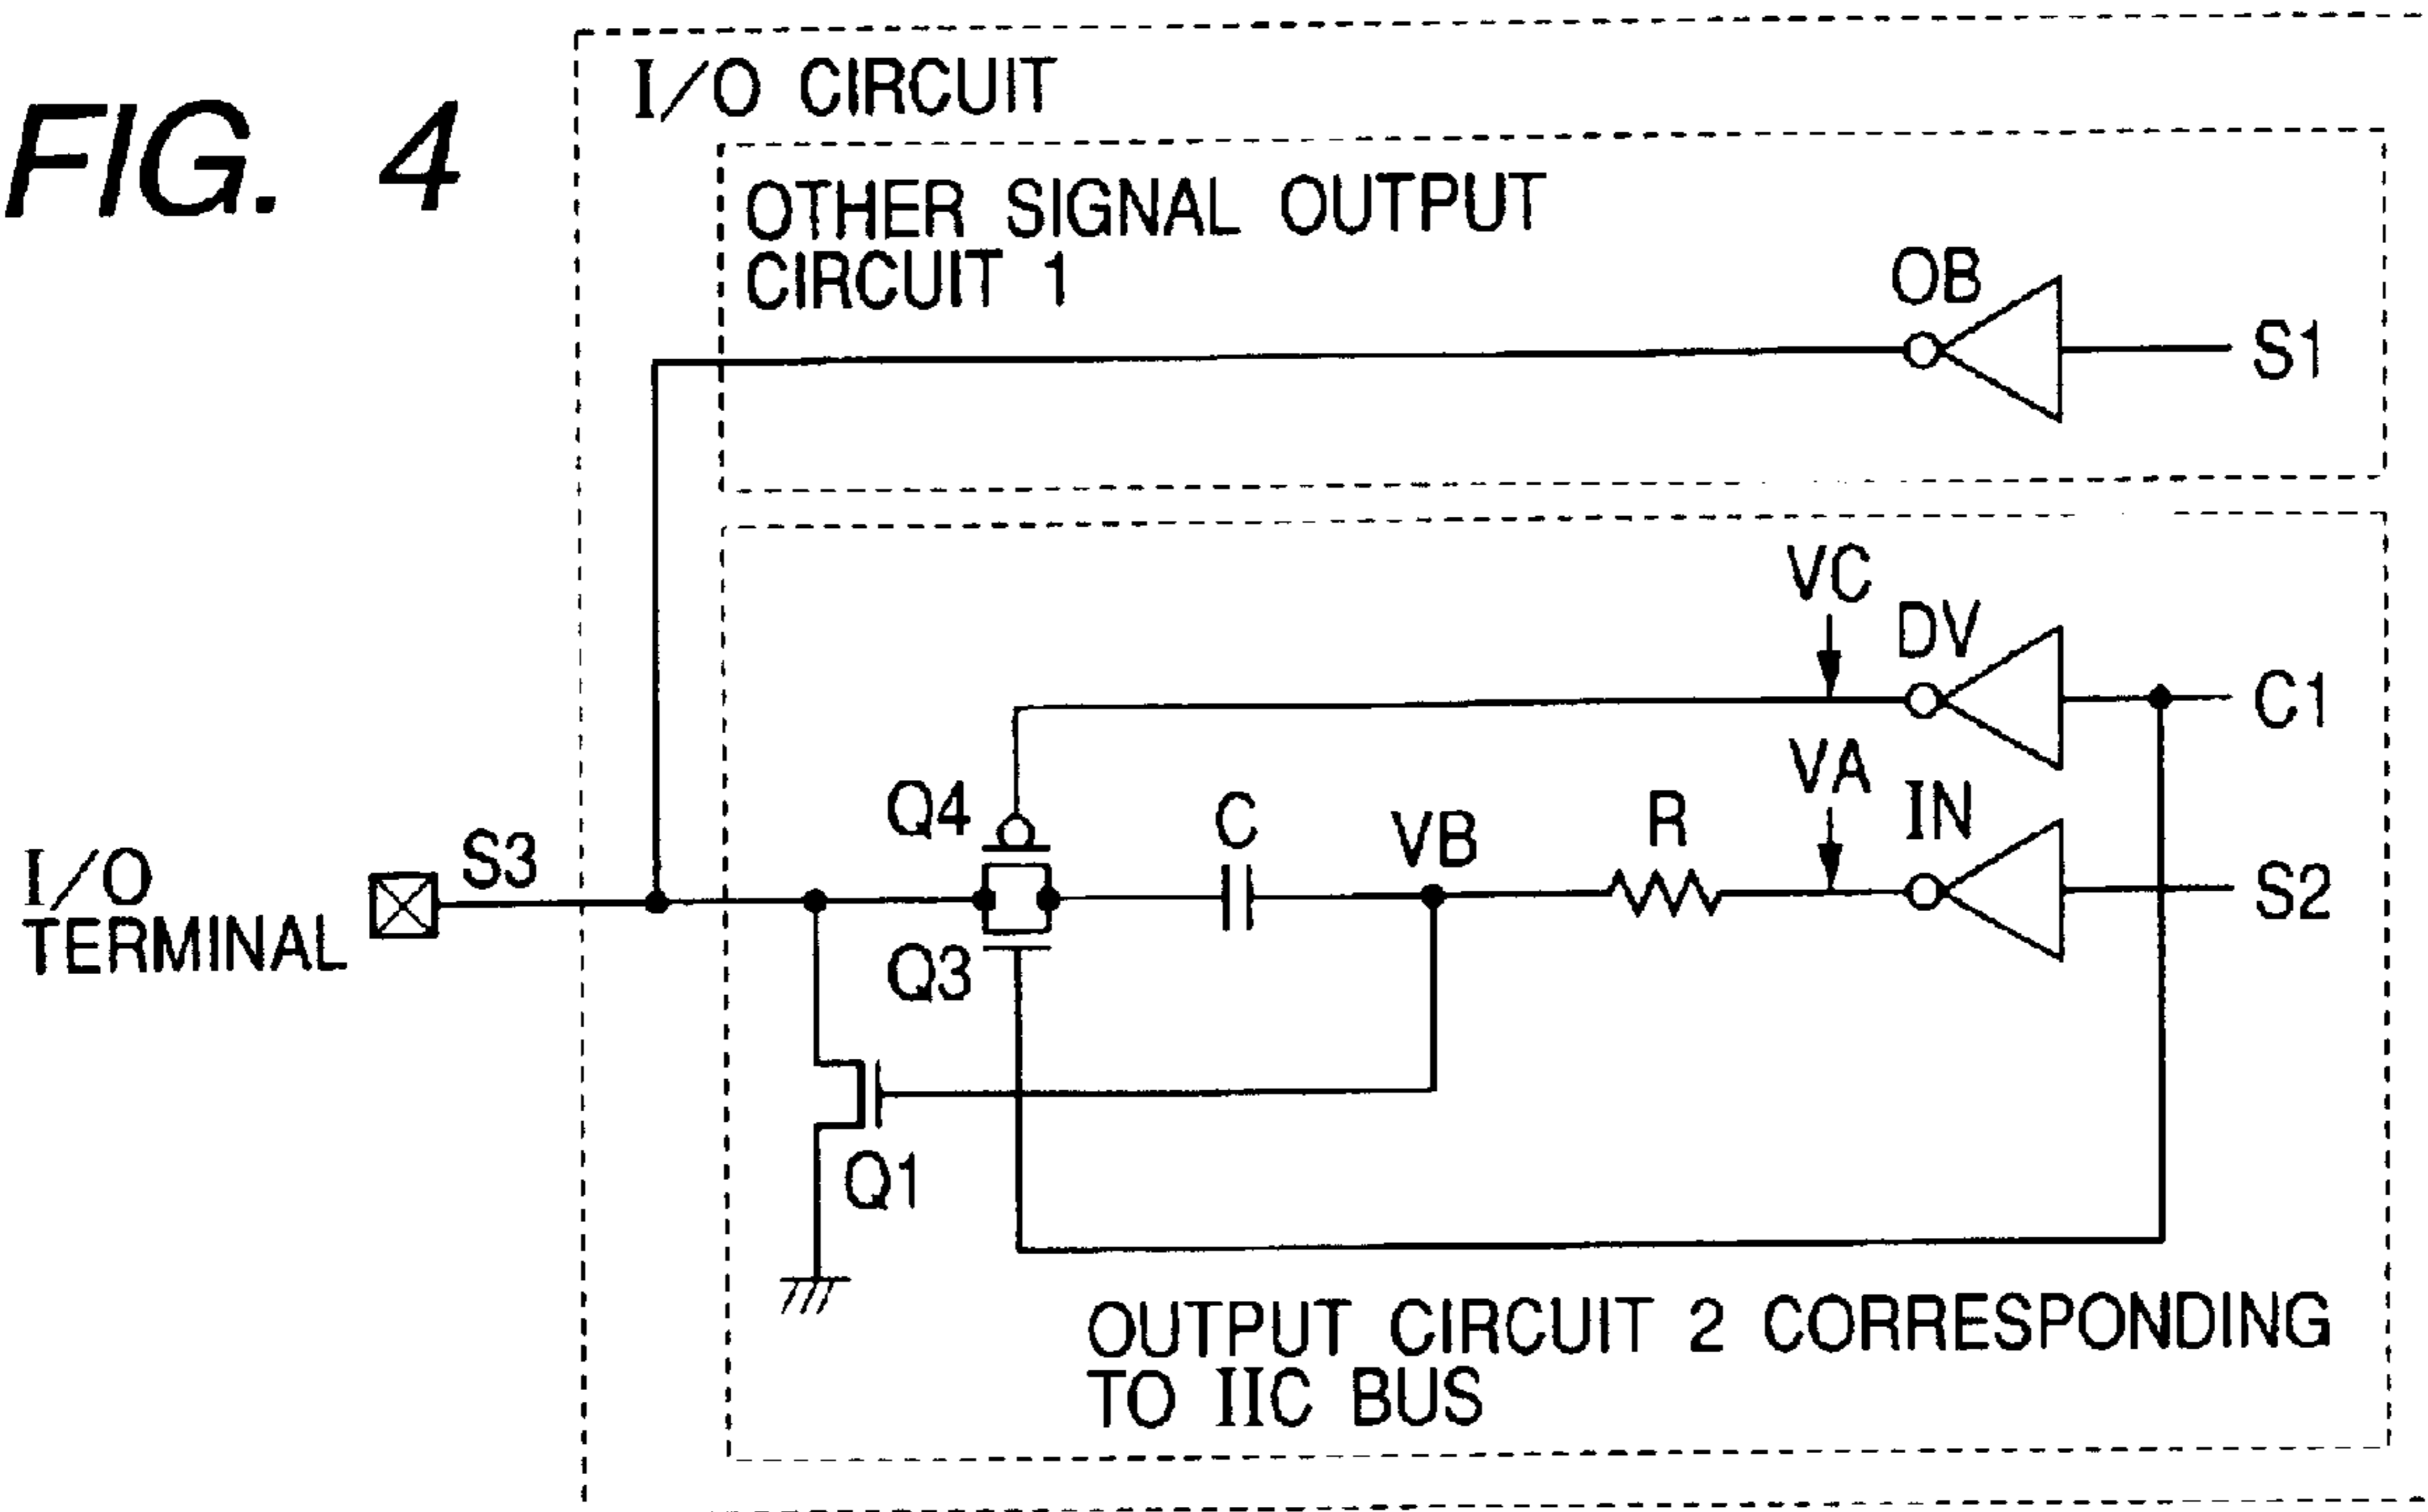 FIG. 4
I/O CIRCUIT
OTHER SIGNAL OUTPUT
CIRCUIT 1
OB
S1
VC
DV
C1
VA
IN
S2
Q4
C
VB
R
S3
I/O
TERMINAL
Q3
Q1
OUTPUT CIRCUIT 2 CORRESPONDING
TO IIC BUS